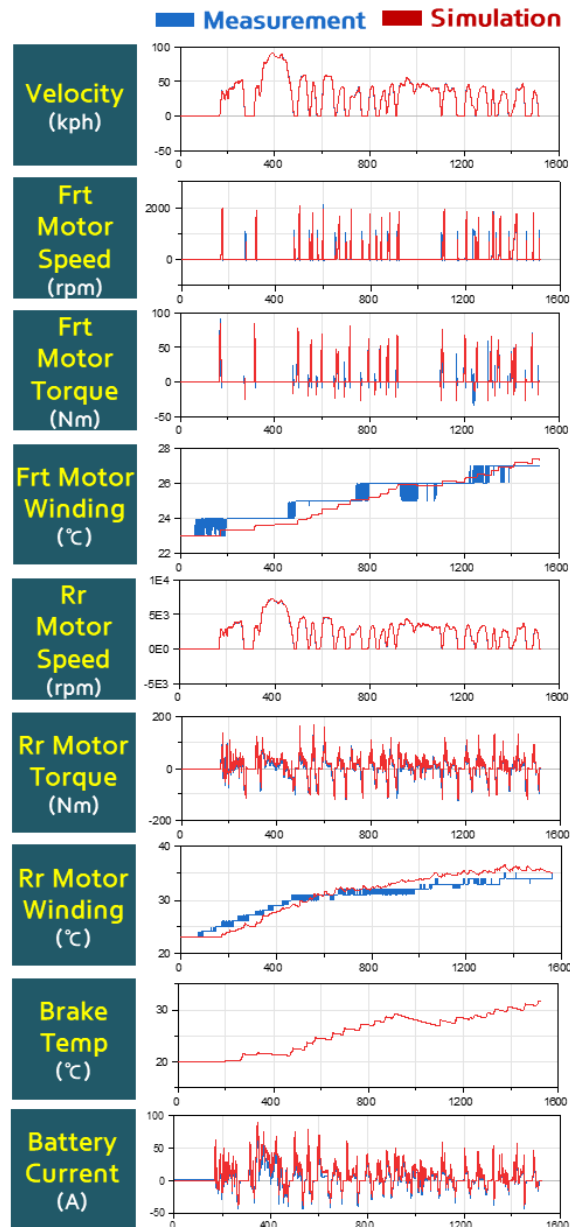 Measurement Simulation
Velocity
(kph)
100
50
0
-50
0 400 800 1200 1600
Frt
Motor
Speed
(rpm)
2000
0
0 400 800 1200 1600
Frt
Motor
Torque
(Nm)
100
50
0
-50
0 400 800 1200 1600
Frt Motor
Winding
(℃)
28
26
24
22
0 400 800 1200 1600
Rr
Motor
Speed
(rpm)
1E4
5E3
0E0
-5E3
0 400 800 1200 1600
Rr Motor
Torque
(Nm)
200
0
-200
0 400 800 1200 1600
Rr Motor
Winding
(℃)
40
30
20
0 400 800 1200 1600
Brake
Temp
(℃)
30
20
0 400 800 1200 1600
Battery
Current
(A)
100
50
0
-50
0 400 800 1200 1600